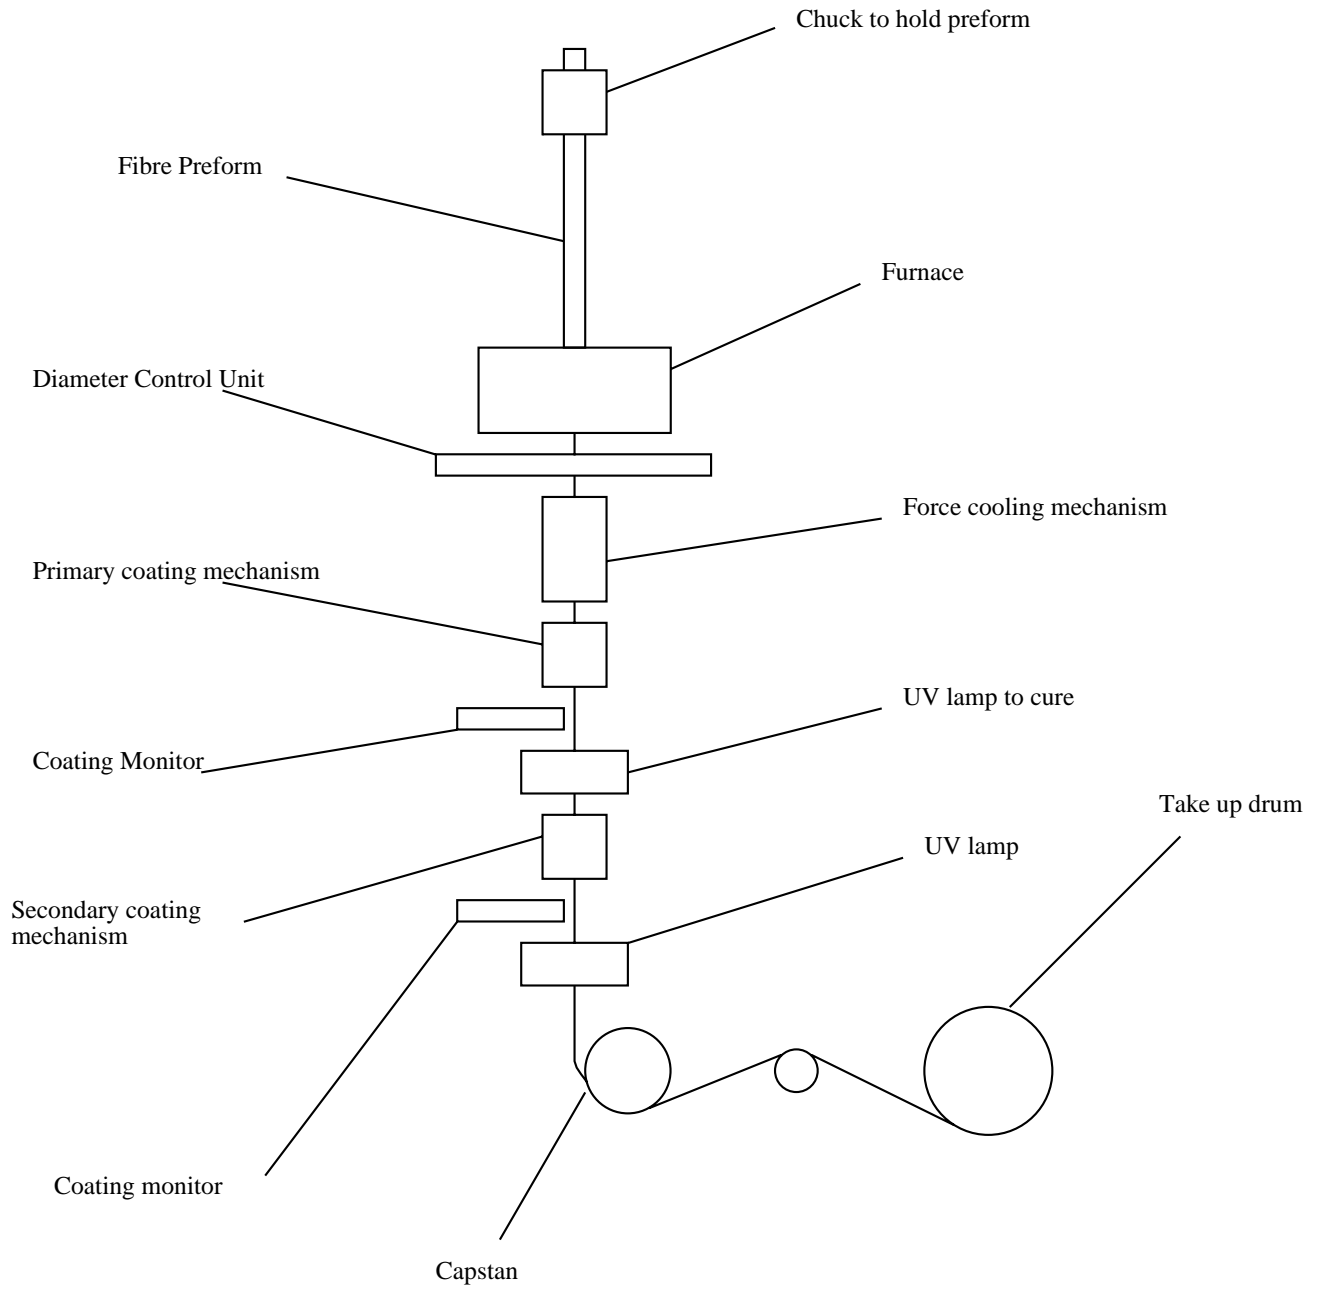 Chuck to hold preform
Fibre Preform
Furnace
Diameter Control Unit
Force cooling mechanism
Primary coating mechanism
UV lamp to cure
Coating Monitor
Take up drum
UV lamp
Secondary coating
mechanism
Coating monitor
Capstan